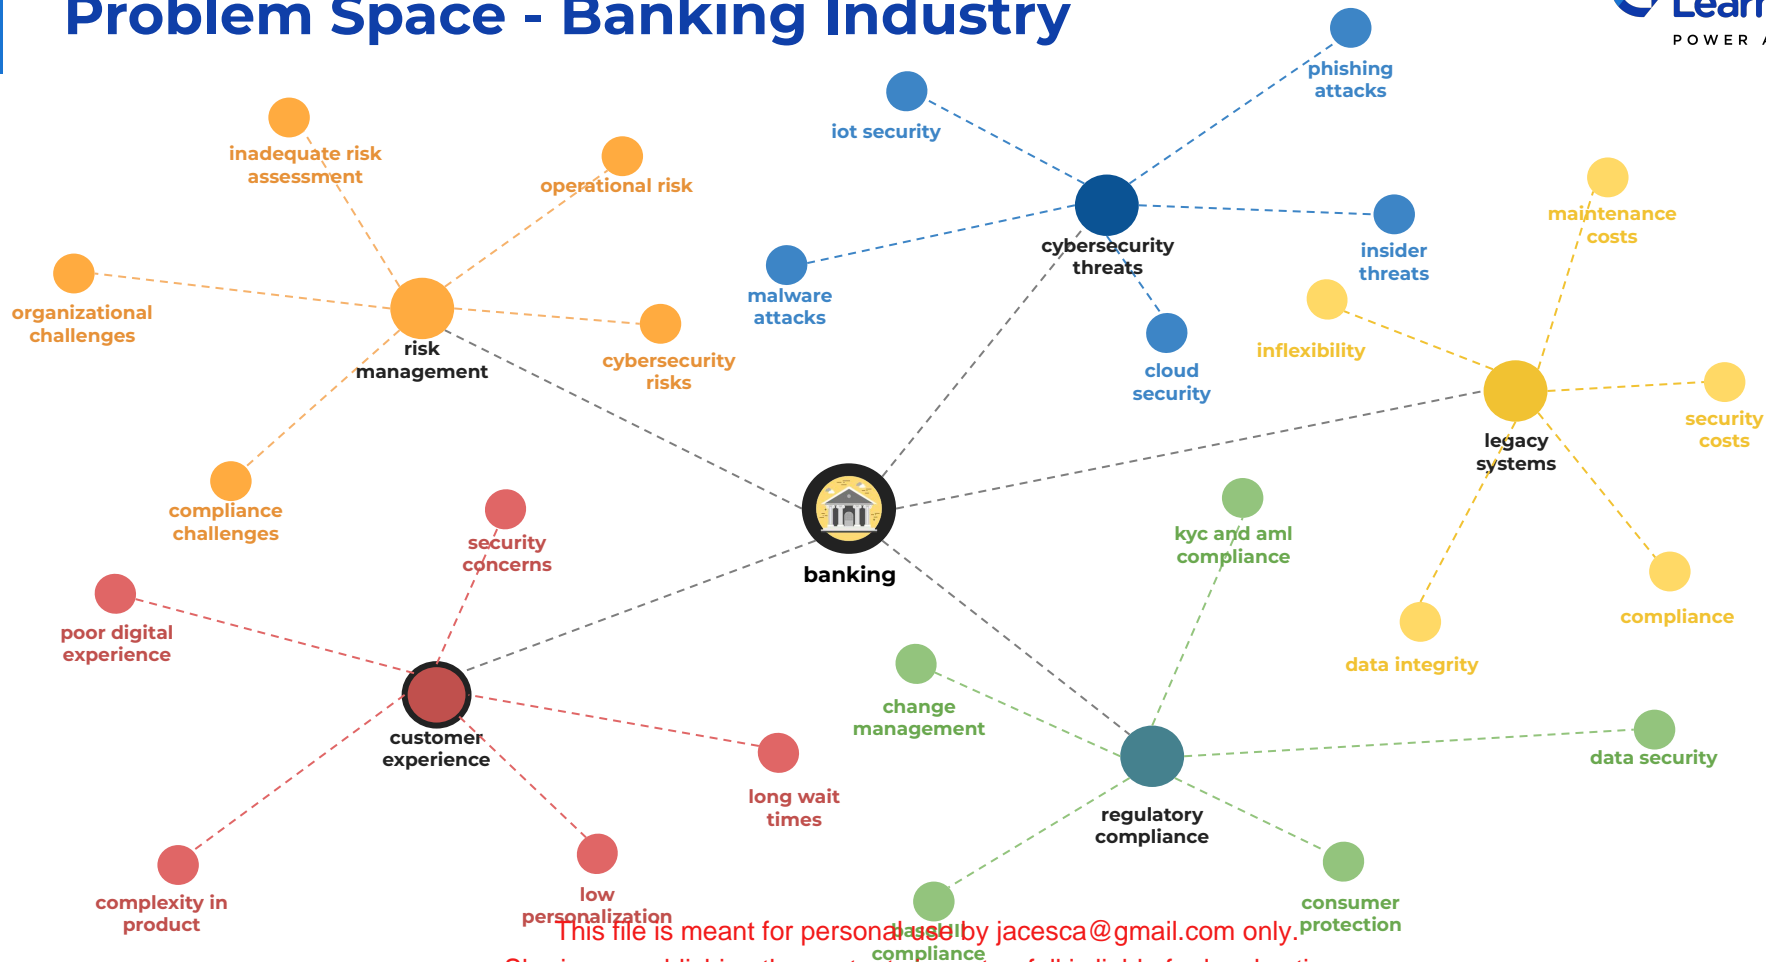 Problem Space - Banking Industry
Learn
POWER A
phishing
attacks
iot security
inadequate risk
assessment
operational risk
maintenance
costs
cybersecurity
threats
insider
threats
malware
attacks
organizational
challenges
risk
management
cybersecurity
risks
inflexibility
cloud
security
security
costs
legacy
systems
compliance
challenges
security
concerns
kyc and aml
compliance
banking
poor digital
experience
compliance
data integrity
change
management
customer
experience
data security
long wait
times
regulatory
compliance
complexity in
product
low
personalization
consumer
protection
compliance
This file is meant for personal use by jacesca@gmail.com only.